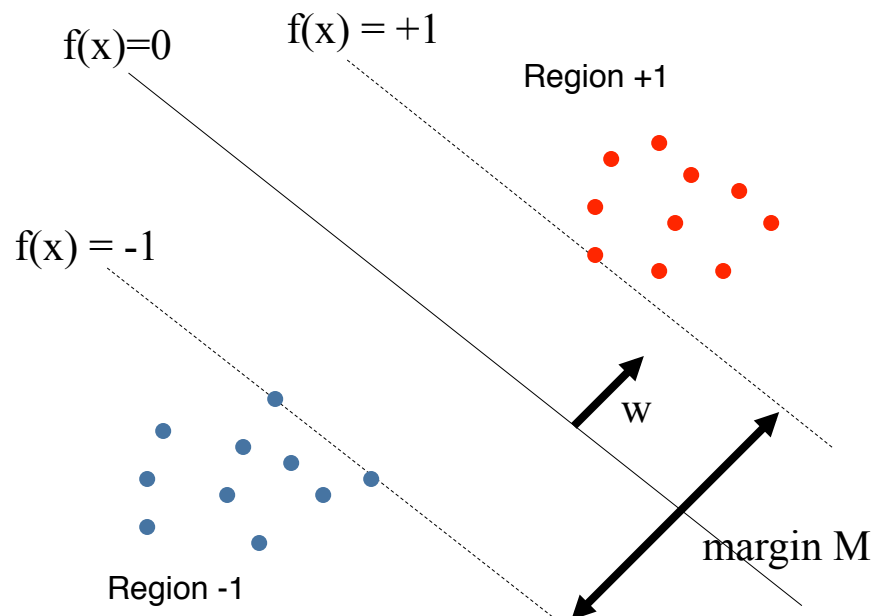 f(x)=0
f(x) = +1
Region +1
f(x) = -1
w
margin M
Region -1